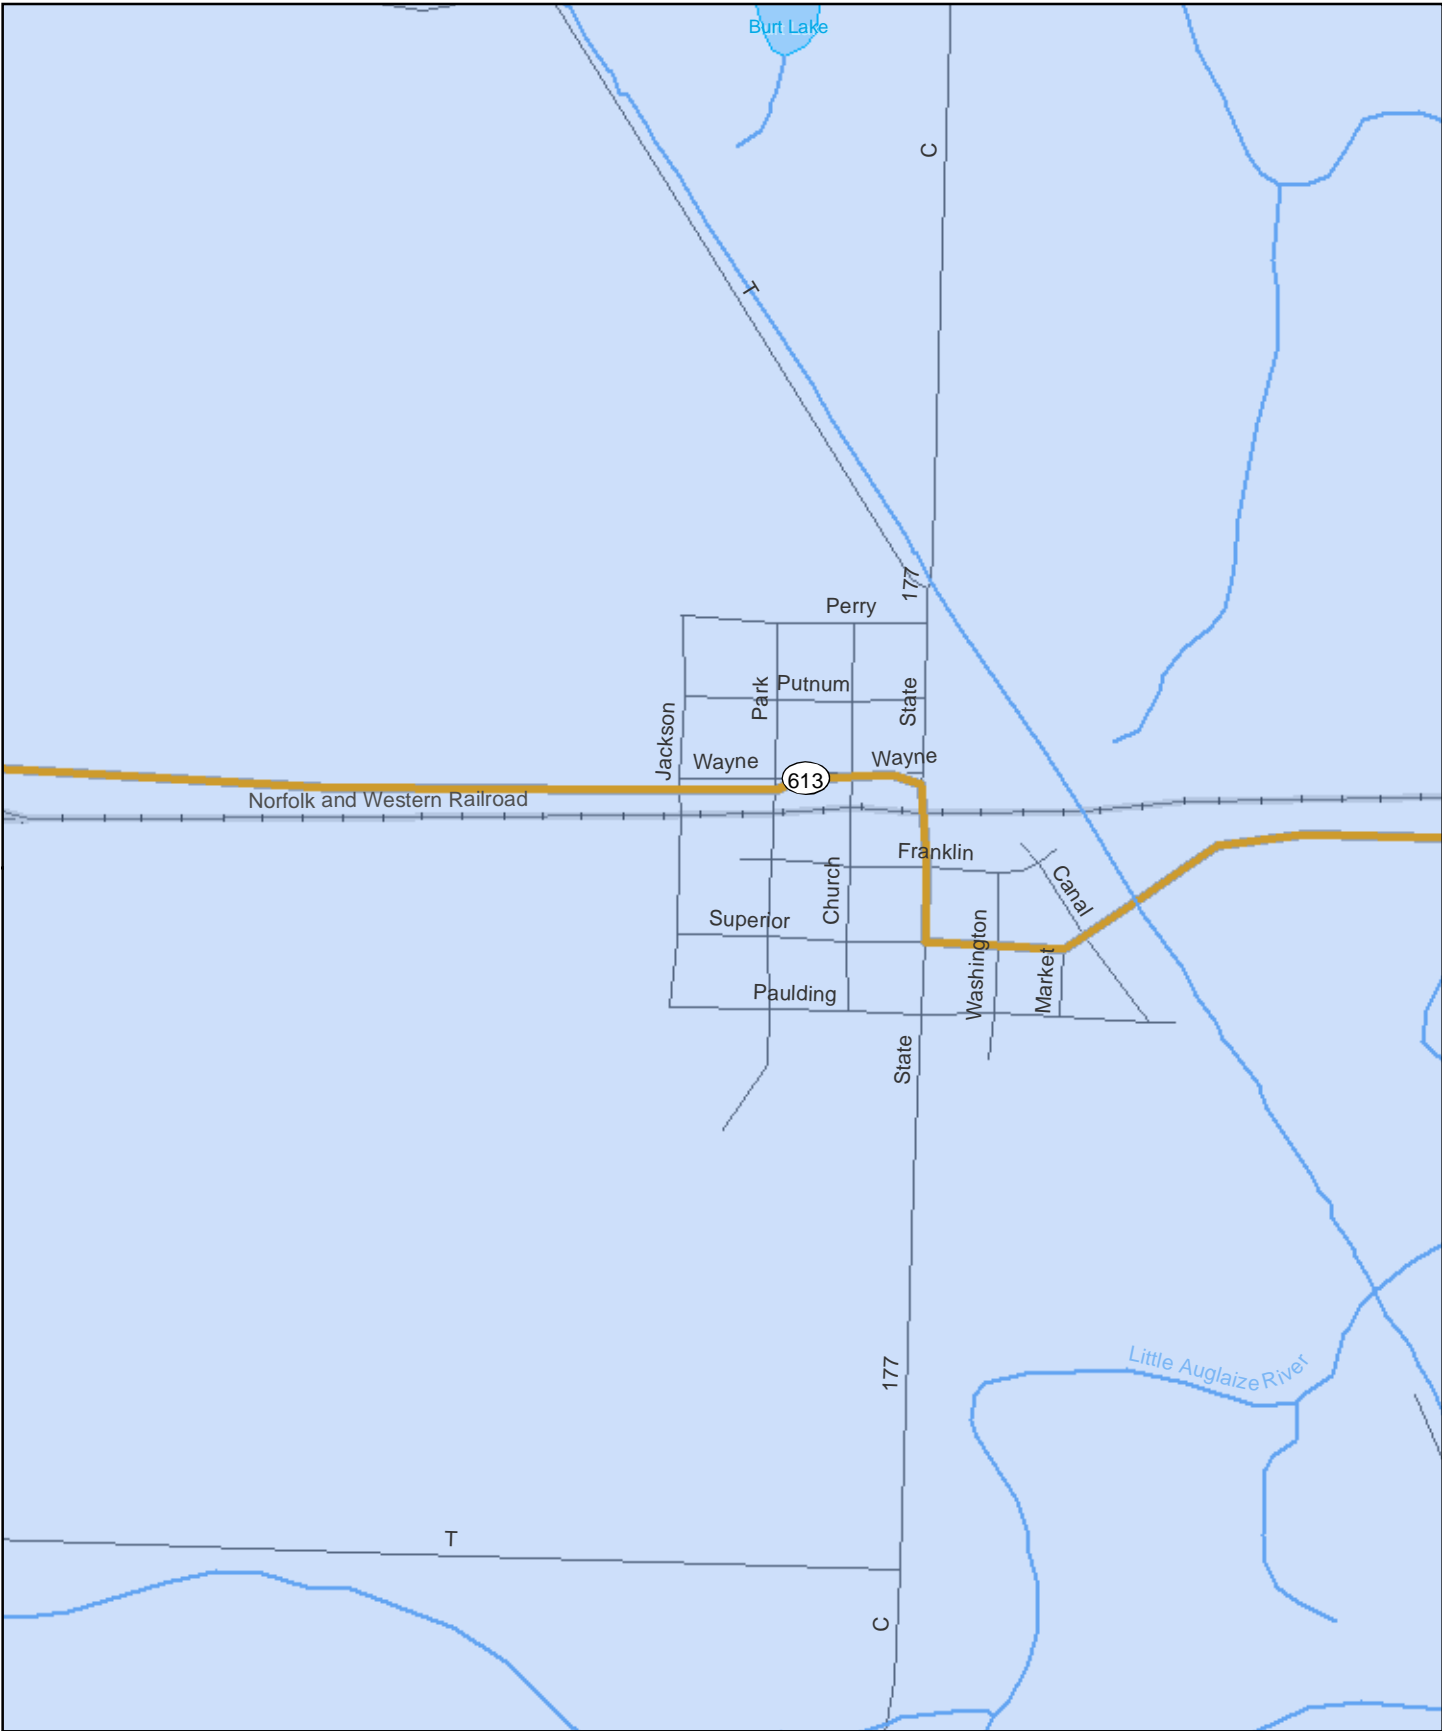 Burt Lake
C
T
177
Perry
Park
Putnum
State
Jackson
Wayne
Wayne
613
Norfolk and Western Railroad
Franklin
Church
Canal
Superior
Washington
Market
Paulding
State
Little Auglaize River
177
T
C